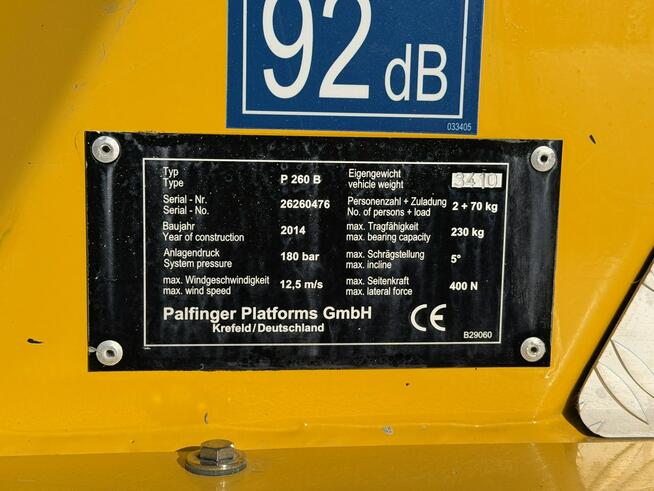 92 dB
033405
Typ
Type
P 260 B
Serial - Nr.
Serial - No.
26260476
Baujahr
Year of construction
2014
Anlagendruck
System pressure
180 bar
max. Windgeschwindigkeit
max. wind speed
12,5 m/s
Eigengewicht
vehicle weight
3410
Personenzahl + Zuladung
No. of persons + load
2 + 70 kg
max. Tragfähigkeit
max. bearing capacity
230 kg
max. Schrägstellung
max. incline
5°
max. Seitenkraft
max. lateral force
400 N
Palfinger Platforms GmbH
Krefeld/Deutschland
CE
B29060